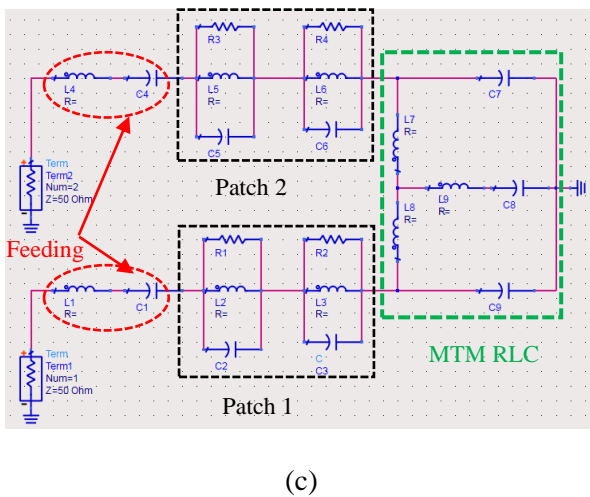 R3
R4
L4
R=
C4
L5
R=
L6
R=
C7
C5
C6
L7
R=
Term
Term2
Num=2
Z=50 Ohm
Patch 2
L9
R=
C8
L8
R=
Feeding
R1
R2
L1
R=
C1
L2
R=
L3
R=
C9
C2
C
C3
MTM RLC
Term
Term1
Num=1
Z=50 Ohm
Patch 1
(c)